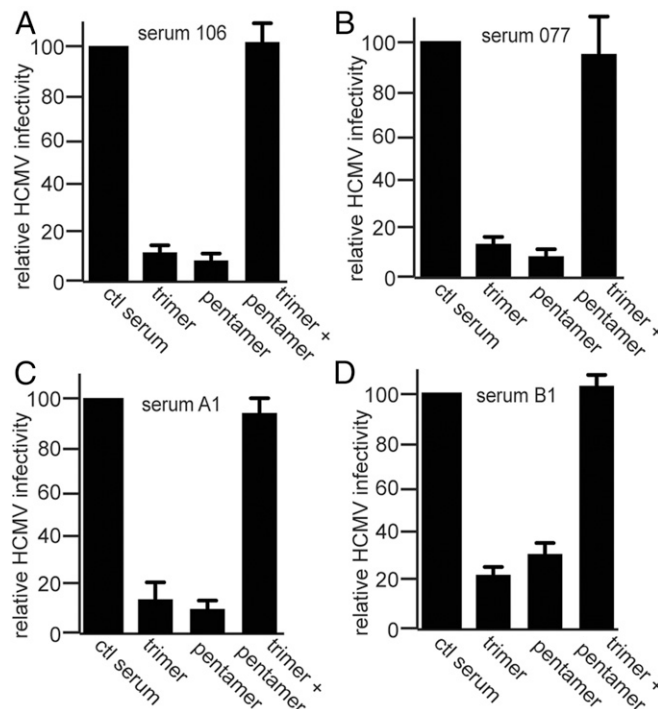 A
serum 106
relative HCMV infectivity
100
80
60
40
20
0
ctl serum
trimer
pentamer
trimer +
pentamer
B
serum 077
relative HCMV infectivity
100
80
60
40
20
0
ctl serum
trimer
pentamer
trimer +
pentamer
C
serum A1
relative HCMV infectivity
100
80
60
40
20
0
ctl serum
trimer
pentamer
trimer +
pentamer
D
serum B1
relative HCMV infectivity
100
80
60
40
20
0
ctl serum
trimer
pentamer
trimer +
pentamer